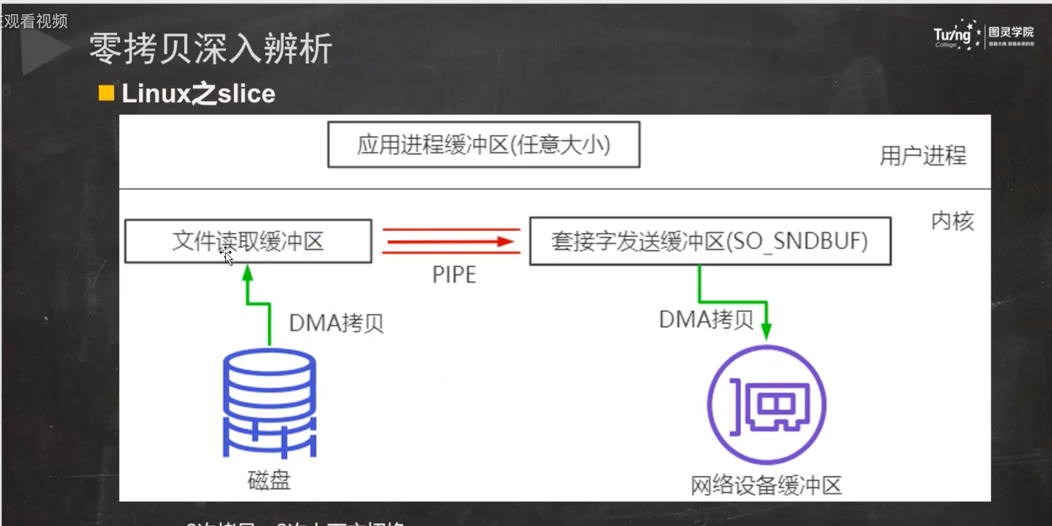 观看视频
零拷贝深入辨析
Turing
College
图灵学院
Linux之slice
应用进程缓冲区(任意大小)
用户进程
内核
文件读取缓冲区
套接字发送缓冲区(SO_SNDBUF)
PIPE
DMA拷贝
DMA拷贝
磁盘
网络设备缓冲区